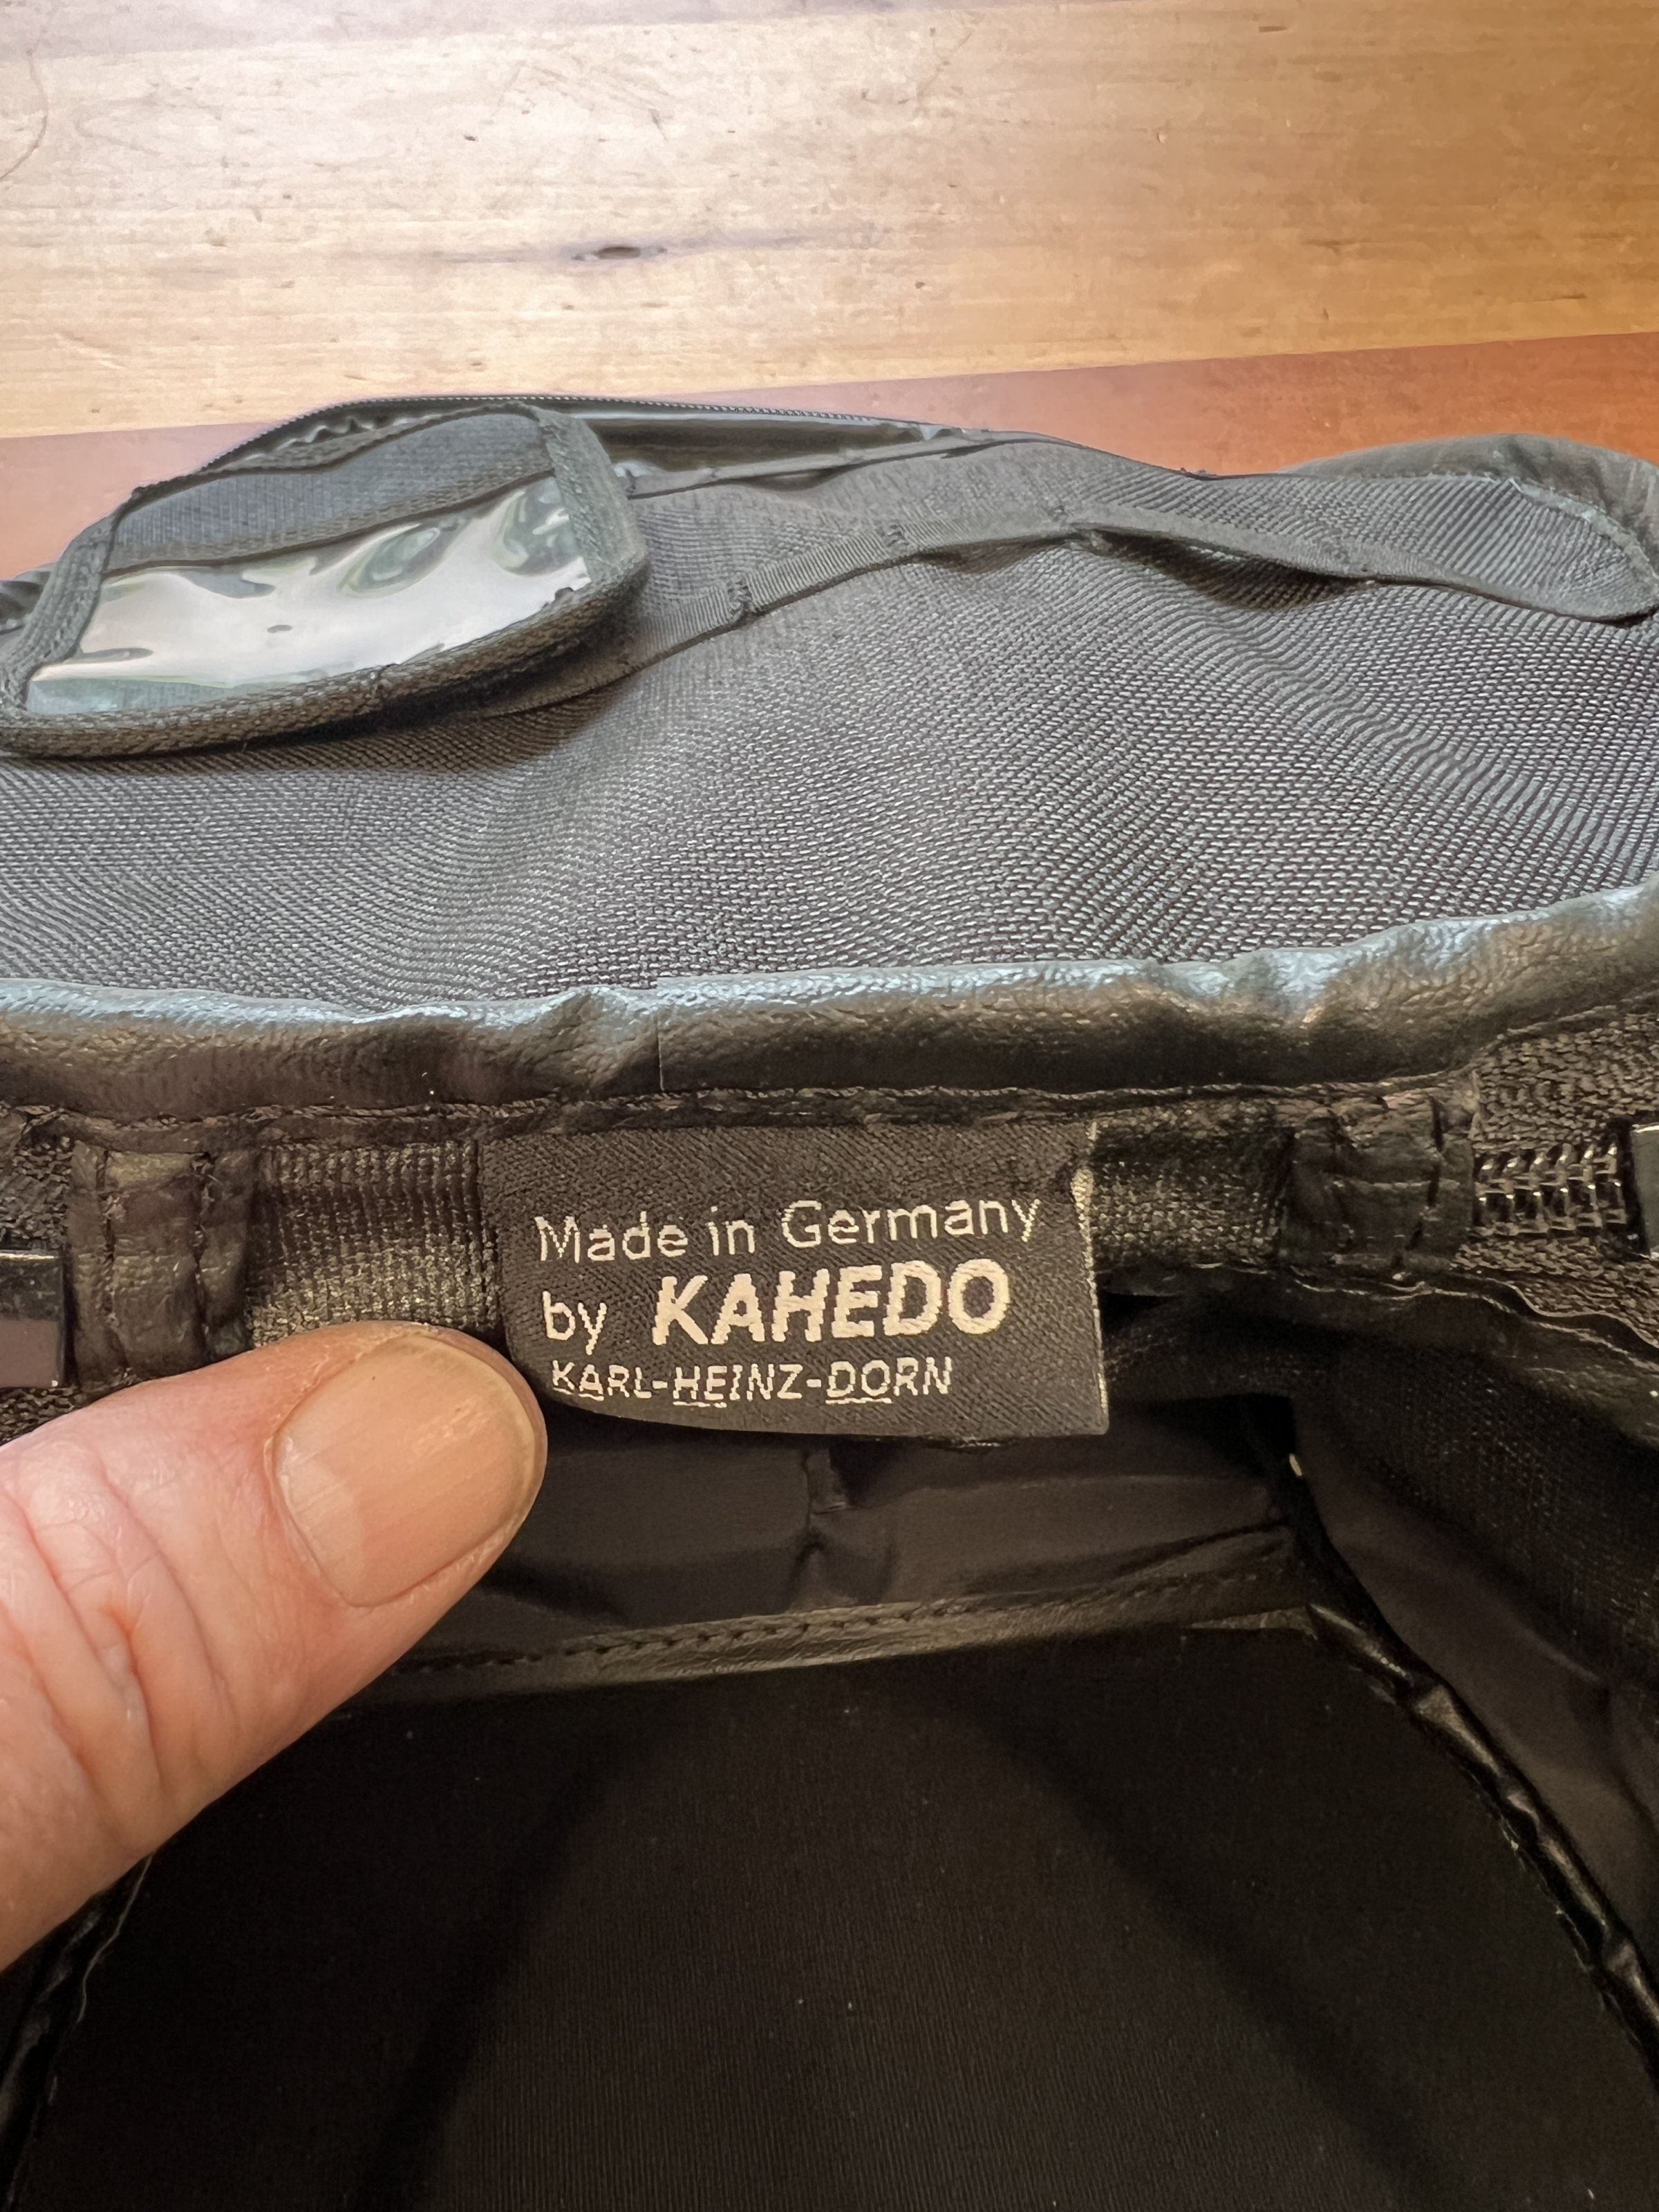 Made in Germany
by KAHEDO
KARL-HEINZ-DORN